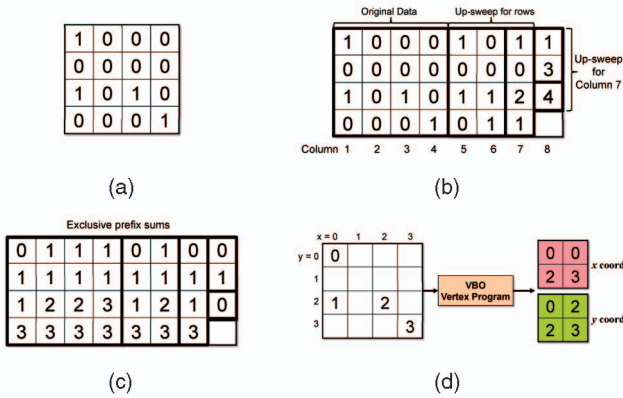 1 0 0 0
0 0 0 0
1 0 1 0
0 0 0 1
(a)
Original Data Up-sweep for rows
1 0 0 0 1 0 1 1
0 0 0 0 0 0 0 3
1 0 1 0 1 1 2 4
0 0 0 1 0 1 1
Up-sweep
for
Column 7
Column 1 2 3 4 5 6 7 8
(b)
Exclusive prefix sums
0 1 1 1 0 1 0 0
1 1 1 1 1 1 1 1
1 2 2 3 1 2 1 0
3 3 3 3 3 3 3
(c)
x = 0 1 2 3
y = 0 0
1
2 1 2
3 3
VBO
Vertex Program
0 0
2 3
x coord
0 2
2 3
y coord
(d)